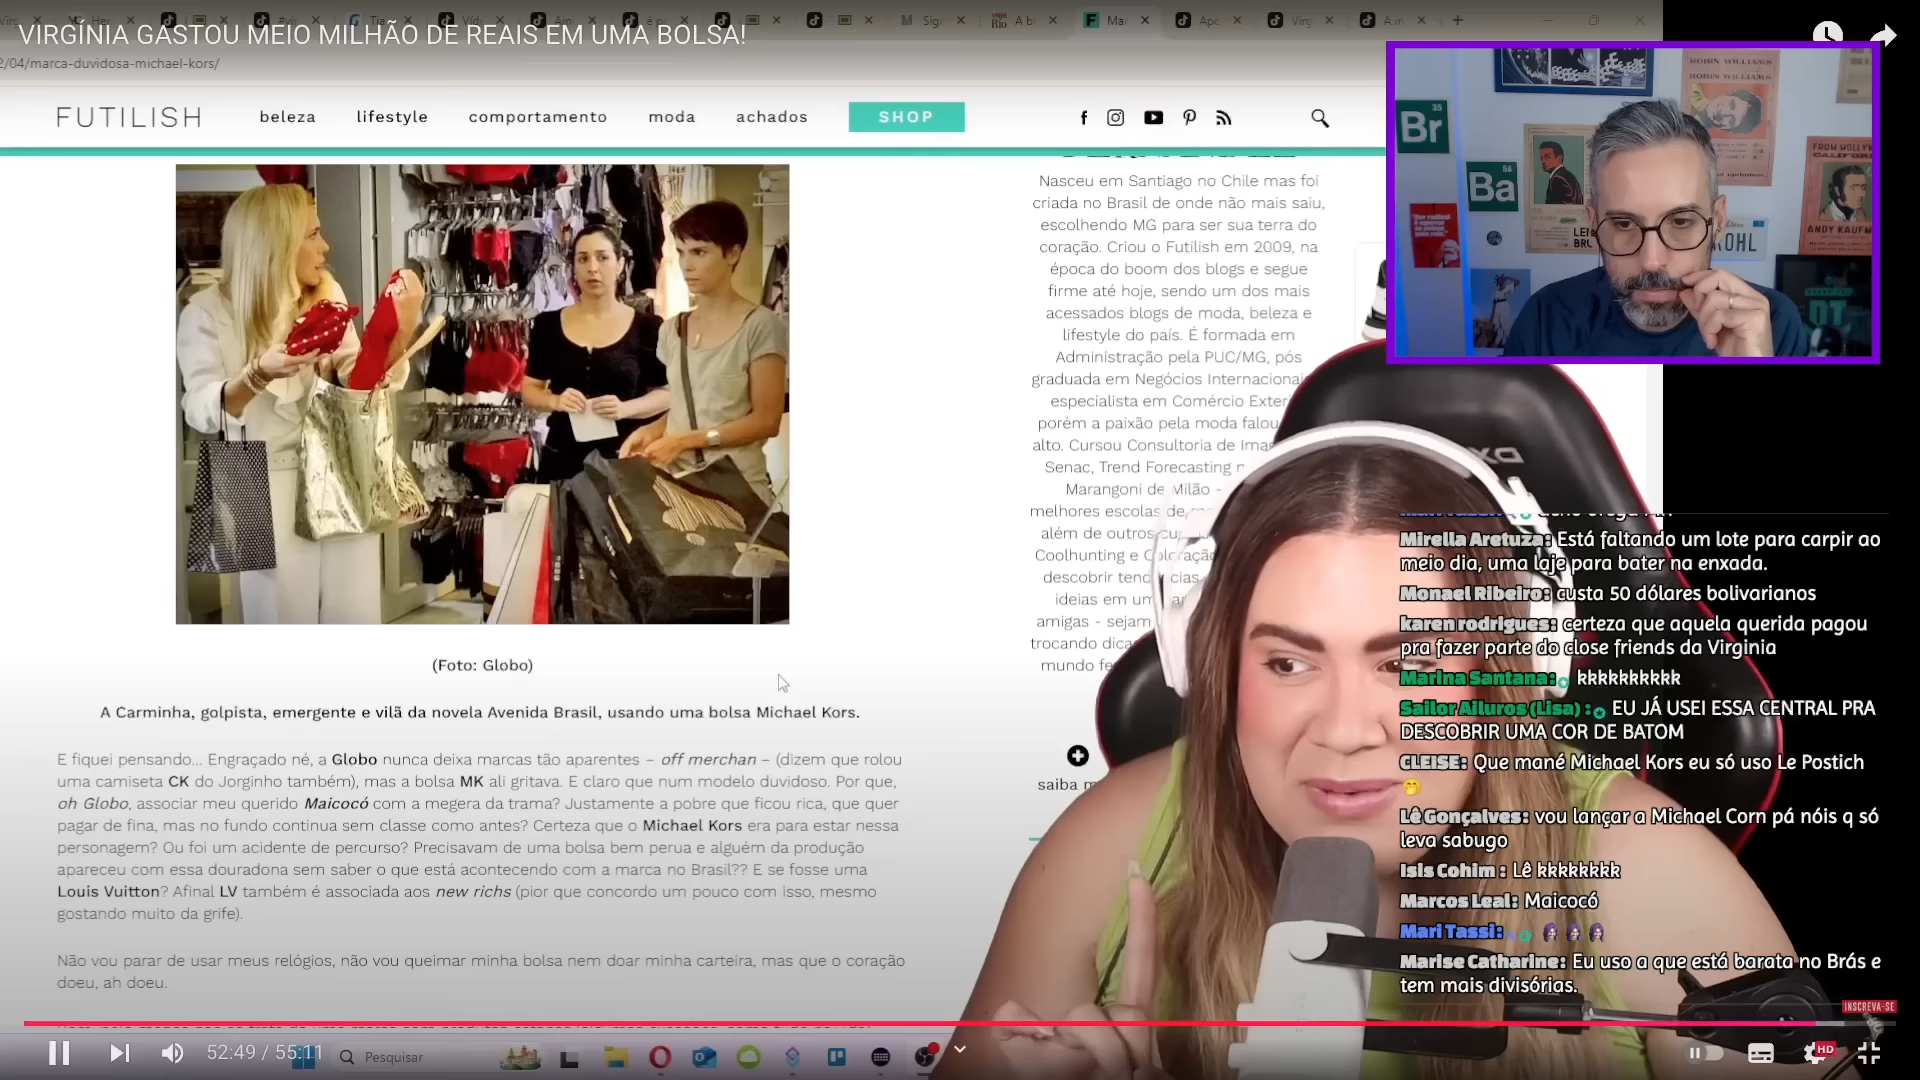 VIRGÍNIA GASTOU MEIO MILHÃO DE REAIS EM UMA BOLSA!
2/04/marca-duvidosa-michael-kors/
FUTILISH
beleza
lifestyle
comportamento
moda
achados
SHOP
(Foto: Globo)
A Carminha, golpista, emergente e vilã da novela Avenida Brasil, usando uma bolsa Michael Kors.
E fiquei pensando... Engraçado né, a Globo nunca deixa marcas tão aparentes – off merchan – (dizem que rolou
uma camiseta CK do Jorginho também), mas a bolsa MK ali gritava. E claro que num modelo duvidoso. Por que,
oh Globo, associar meu querido Maicocó com a megera da trama? Justamente a pobre que ficou rica, que quer
pagar de fina, mas no fundo continua sem classe como antes? Certeza que o Michael Kors era para estar nessa
personagem? Ou foi um acidente de percurso? Precisavam de uma bolsa bem perua e alguém da produção
apareceu com essa douradona sem saber o que está acontecendo com a marca no Brasil?? E se fosse uma
Louis Vuitton? Afinal LV também é associada aos new richs (pior que concordo um pouco com isso, mesmo
gostando muito da grife).
Não vou parar de usar meus relógios, não vou queimar minha bolsa nem doar minha carteira, mas que o coração
doeu, ah doeu.
Nasceu em Santiago no Chile mas foi
criada no Brasil de onde não mais saiu,
escolhendo MG para ser sua terra do
coração. Criou o Futilish em 2009, na
época do boom dos blogs e segue
firme até hoje, sendo um dos mais
acessados blogs de moda, beleza e
lifestyle do país. É formada em
Administração pela PUC/MG, pós
graduada em Negócios Internacionais
especialista em Comércio Exter
porém a paixão pela moda falou
alto. Cursou Consultoria de Ima
Senac, Trend Forecasting
Marangoni de Milão -
melhores escolas de
além de outros
Coolhunting e Coloração
descobrir
ideias em um
amigas - sejam
trocando
mundo
saiba
35
Br
56
Ba
ROBIN WILLIAMS
ROBIN WILLIAMS
FROM HOLLYW
CALIFOR
ANDY KAUFM
DT
Mirella Aretuza: Está faltando um lote para carpir ao
meio dia, uma laje para bater na enxada.
Monael Ribeiro: custa 50 dólares bolivarianos
karen rodrigues: certeza que aquela querida pagou
pra fazer parte do close friends da Virginia
Marina Santana: kkkkkkkkkk
Sailor Ailuros (Lisa) : EU JÁ USEI ESSA CENTRAL PRA
DESCOBRIR UMA COR DE BATOM
CLEISE: Que mané Michael Kors eu só uso Le Postich
Lê Gonçalves: vou lançar a Michael Corn pá nóis q só
leva sabugo
Isis Cohim : Lê kkkkkkkk
Marcos Leal: Maicocó
Mari Tassi:
Marise Catharine: Eu uso a que está barata no Brás e
tem mais divisórias.
INSCREVA-SE
52:49 / 55:11
Pesquisar
HD